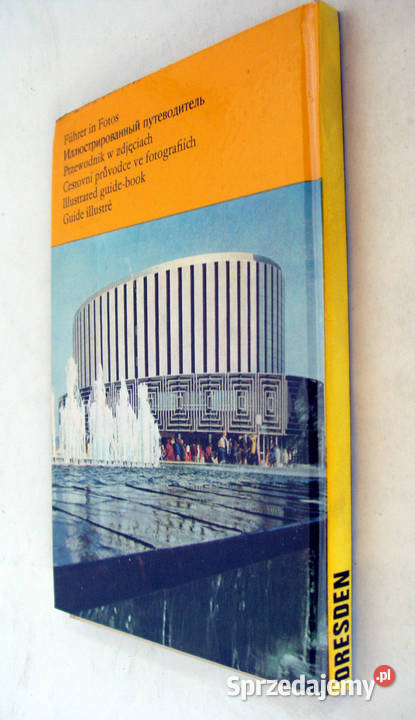 Führer in Fotos
Иллюстрированный путеводитель
Przewodnik w zdjęciach
Cestovní průvodce ve fotografiích
Illustrated guide-book
Guide illustré
DRESDEN
Sprzedajemy.pl